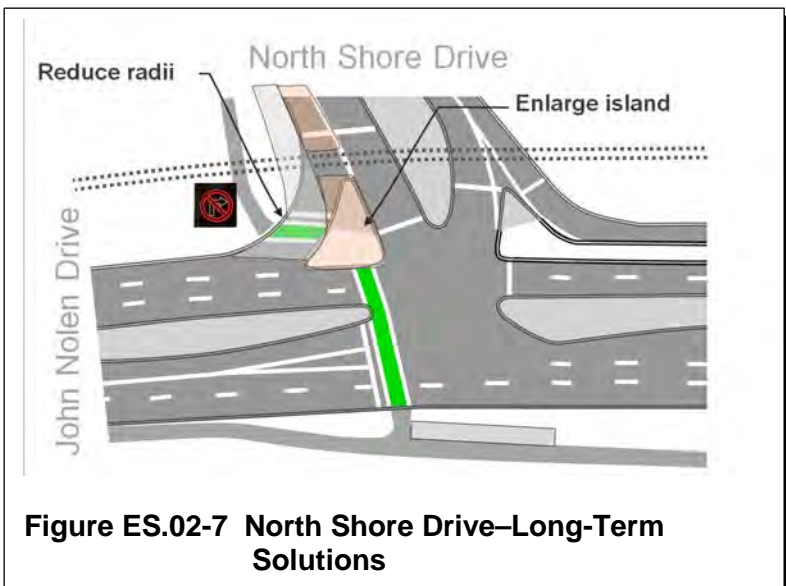 North Shore Drive
Reduce radii
Enlarge island
John Nolen Drive
Figure ES.02-7 North Shore Drive–Long-Term
Solutions